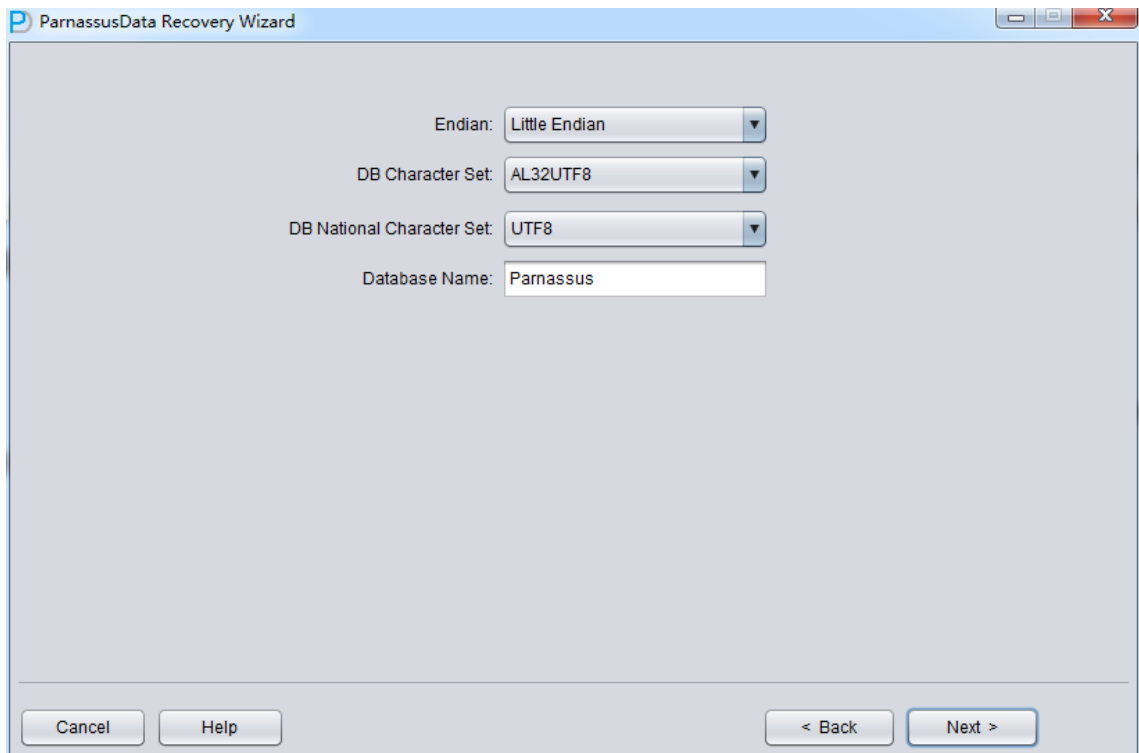 ParnassusData Recovery Wizard
Endian: Little Endian
DB Character Set: AL32UTF8
DB National Character Set: UTF8
Database Name: Parnassus
Cancel Help < Back Next >